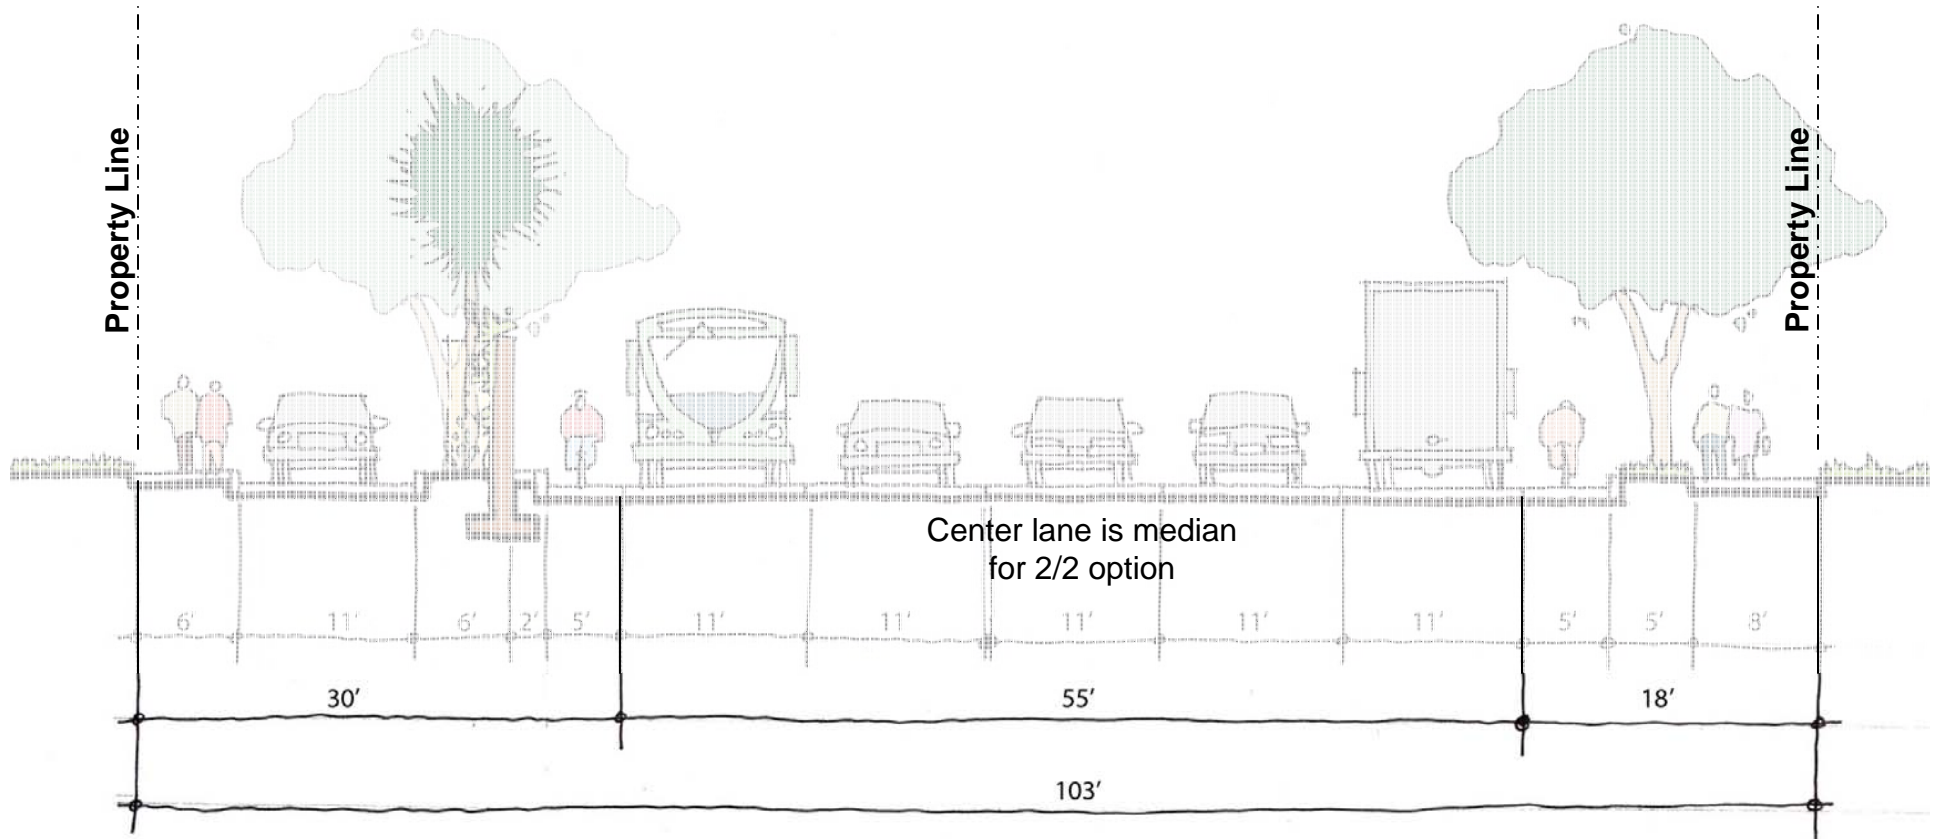 Property Line
Property Line
Center lane is median
for 2/2 option
6' 11' 6' 2' 5' 11' 11' 11' 11' 11' 5' 5' 8'
30' 55' 18'
103'